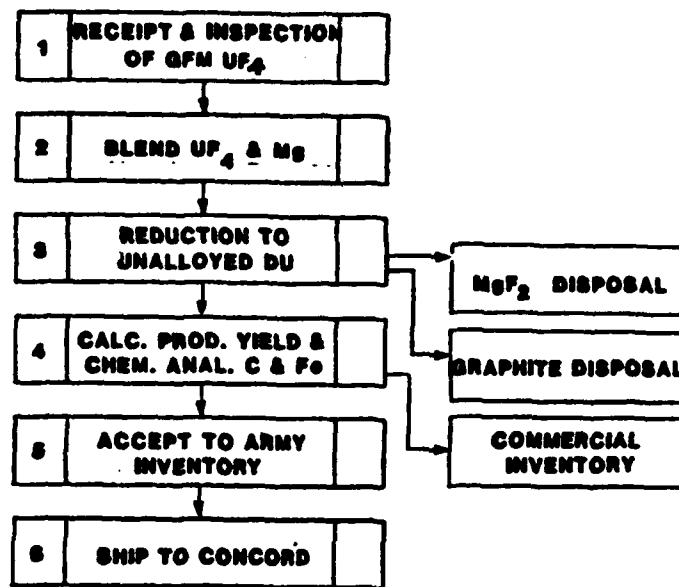 1
RECEIPT & INSPECTION
OF GFM UF4
2
BLEND UF4 & Mg
3
REDUCTION TO
UNALLOYED DU
MgF2 DISPOSAL
GRAPHITE DISPOSAL
4
CALC. PROD. YIELD &
CHEM. ANAL. C & Fe
COMMERCIAL
INVENTORY
5
ACCEPT TO ARMY
INVENTORY
6
SHIP TO CONCORD